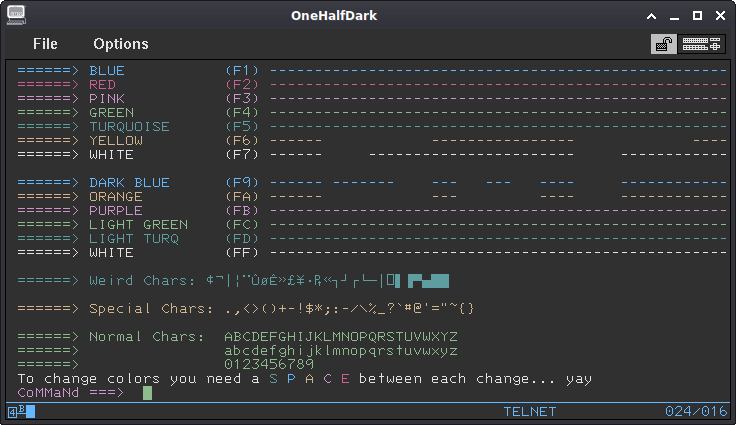 OneHalfDark
File Options
======> BLUE (F1) -----------------------------------------------------
======> RED (F2) -----------------------------------------------------
======> PINK (F3) -----------------------------------------------------
======> GREEN (F4) -----------------------------------------------------
======> TURQUOISE (F5) -----------------------------------------------------
======> YELLOW (F6) ------ ---------------- ----
======> WHITE (F7) ------ ---------------- ------------
======> DARK BLUE (F9) ------ --- --- --- --- ---- ------------
======> ORANGE (FA) ------ --- --- ------------
======> PURPLE (FB) -----------------------------------------------------
======> LIGHT GREEN (FC) -----------------------------------------------------
======> LIGHT TURQ (FD) -----------------------------------------------------
======> WHITE (FF) -----------------------------------------------------
======> Weird Chars:
======> Special Chars: .,<>()+-!$*;:-/\%_?`#@'="~{}
======> Normal Chars: ABCDEFGHIJKLMNOPQRSTUVWXYZ
======> abcdefghijklmnopqrstuvwxyz
======> 0123456789
To change colors you need a S P A C E between each change... yay
CoMMaNd ===>
4 B TELNET 024/016